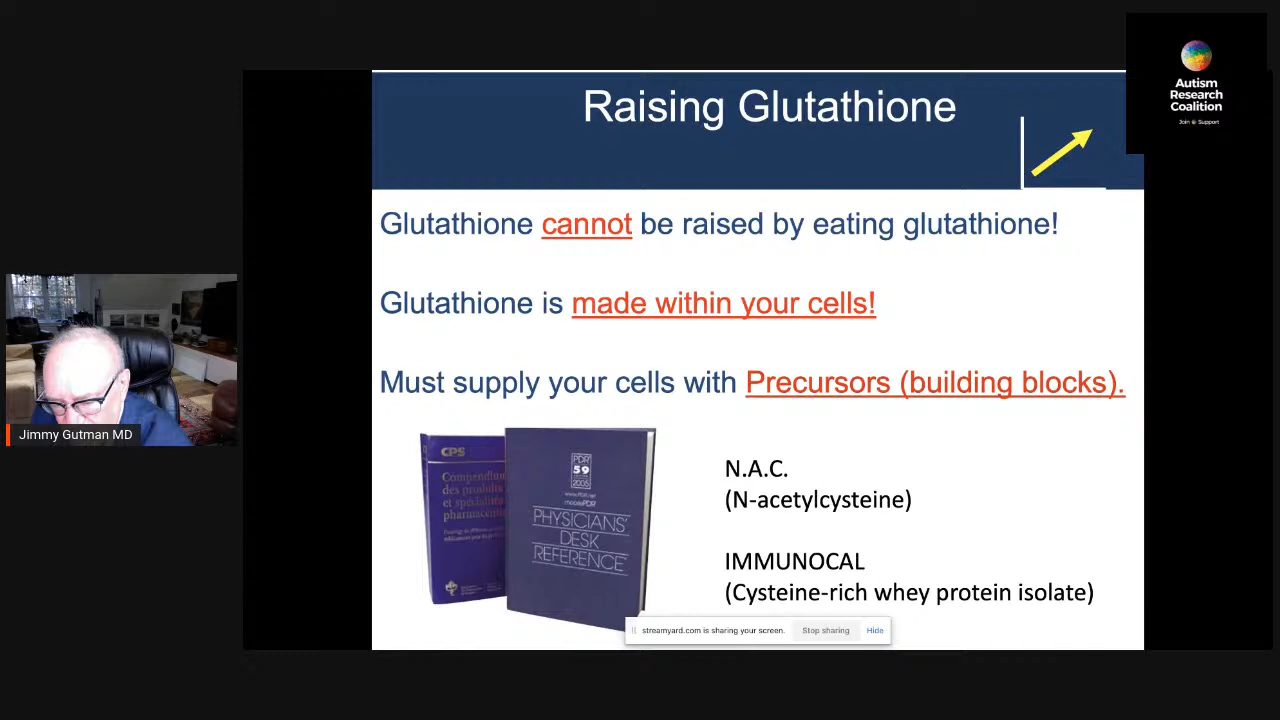 Raising Glutathione
Autism
Research
Coalition
Join Support
Glutathione cannot be raised by eating glutathione!
Glutathione is made within your cells!
Must supply your cells with Precursors (building blocks).
Jimmy Gutman MD
CPS
Compendium
des produits
et spécialités
pharmaceu
PDR
59
2005
www.PDR.net
PHYSICIANS'
DESK
REFERENCE
N.A.C.
(N-acetylcysteine)
IMMUNOCAL
(Cysteine-rich whey protein isolate)
streamyard.com is sharing your screen.
Stop sharing
Hide